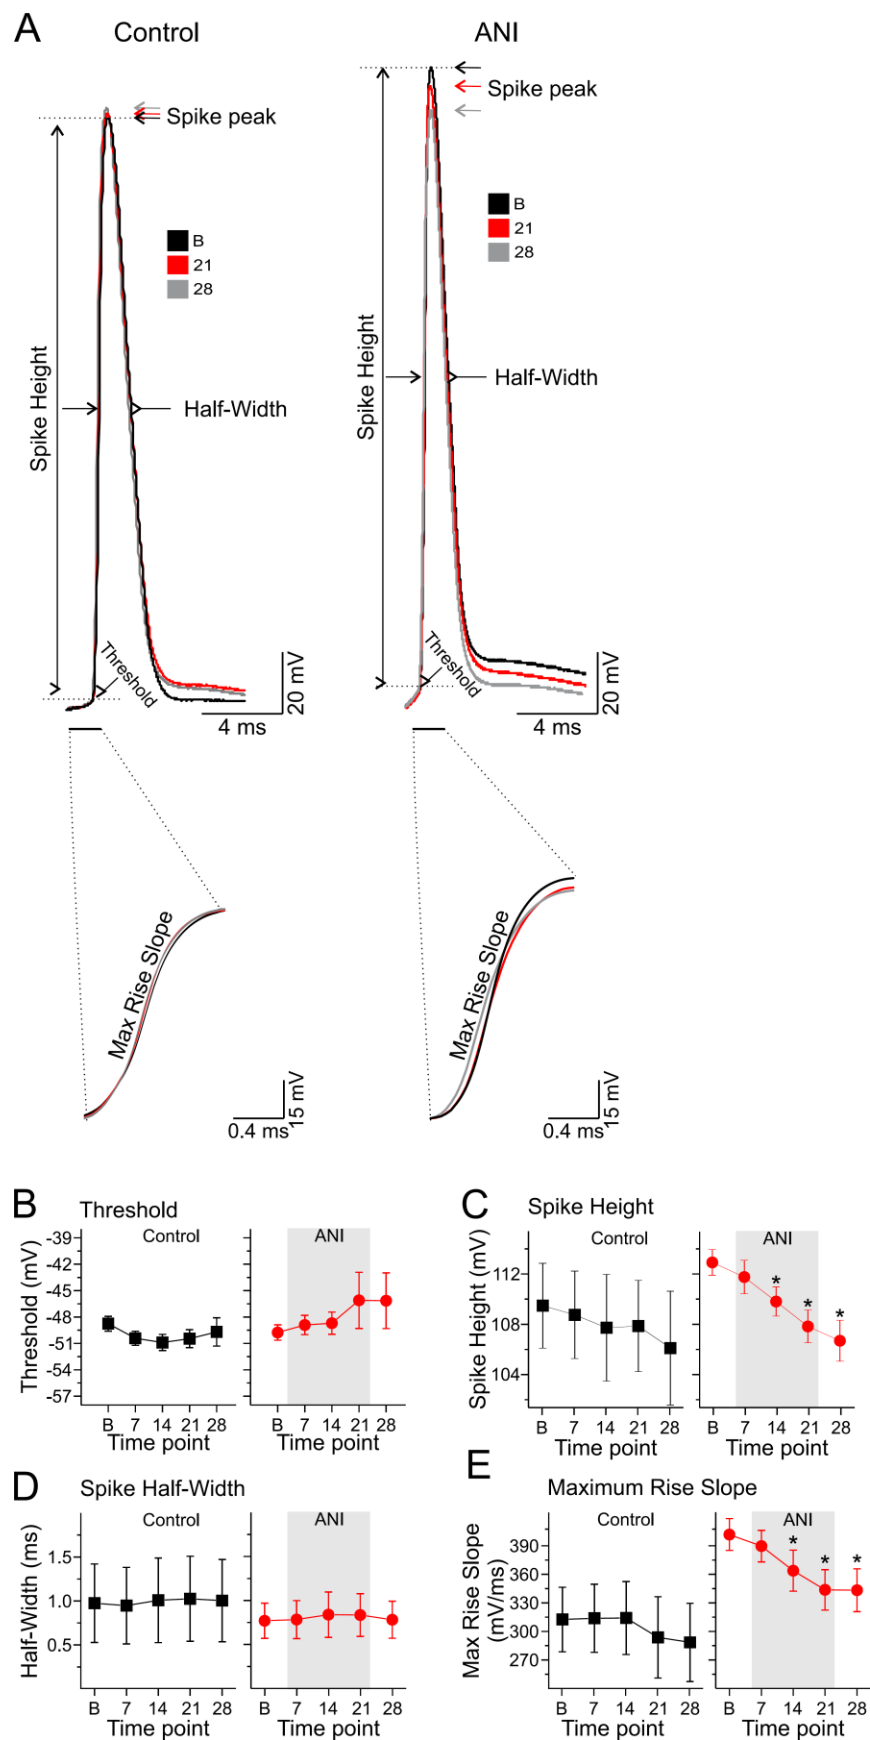 A
Control
ANI
Spike peak
Spike peak
B
21
28
B
21
28
Spike Height
Spike Height
Half-Width
Half-Width
Threshold
Threshold
20 mV
4 ms
20 mV
4 ms
Max Rise Slope
Max Rise Slope
15 mV
0.4 ms
15 mV
0.4 ms
B
Threshold
Control
ANI
Threshold (mV)
-39
-42
-45
-48
-51
-54
-57
B 7 14 21 28
B 7 14 21 28
Time point
Time point
C
Spike Height
Control
ANI
Spike Height (mV)
112
108
104
* * *
B 7 14 21 28
B 7 14 21 28
Time point
Time point
D
Spike Half-Width
Control
ANI
Half-Width (ms)
1.5
1.0
0.5
B 7 14 21 28
B 7 14 21 28
Time point
Time point
E
Maximum Rise Slope
Control
ANI
Max Rise Slope
(mV/ms)
390
360
330
300
270
* * *
B 7 14 21 28
B 7 14 21 28
Time point
Time point